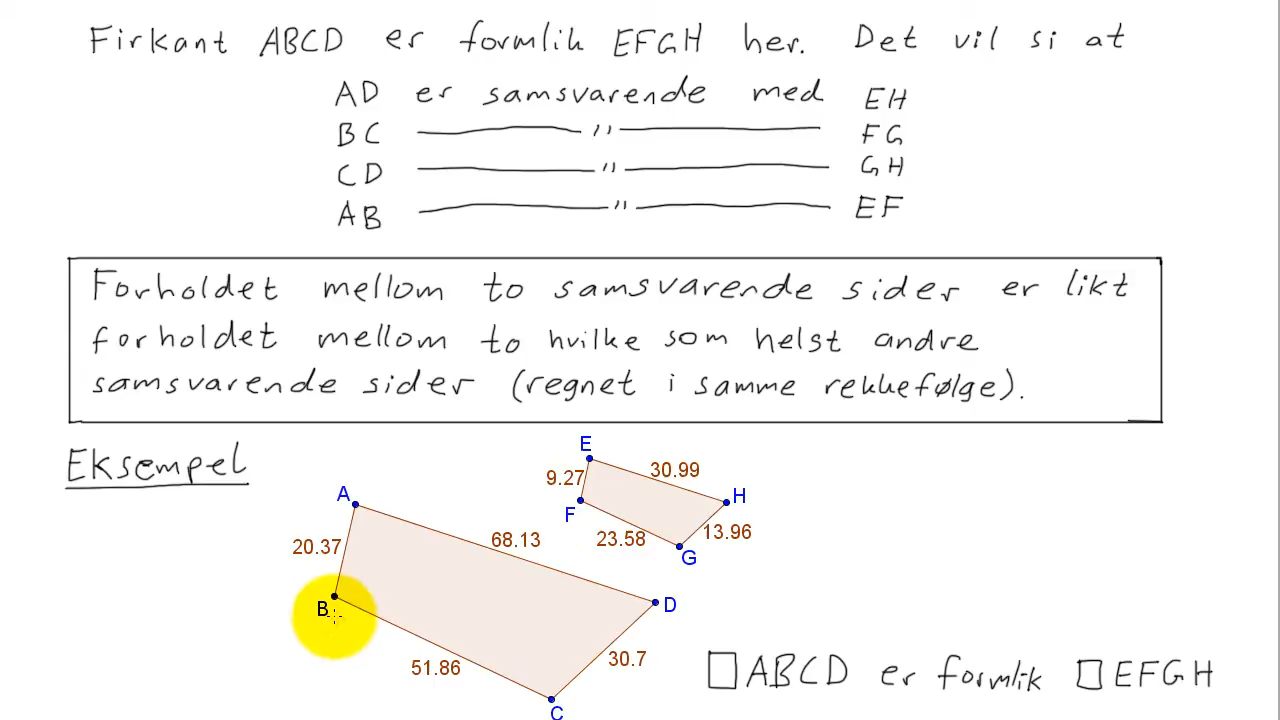 Firkant ABCD er formlik EFGH her. Det vil si at
AD er samsvarende med EH
BC —— " —— FG
CD —— " —— GH
AB —— " —— EF
Forholdet mellom to samsvarende sider er likt
forholdet mellom to hvilke som helst andre
samsvarende sider (regnet i samme rekkefølge).
Eksempel
E
9.27
30.99
H
F
23.58
13.96
G
A
20.37
68.13
B
D
51.86
30.7
C
□ABCD er formlik □EFGH